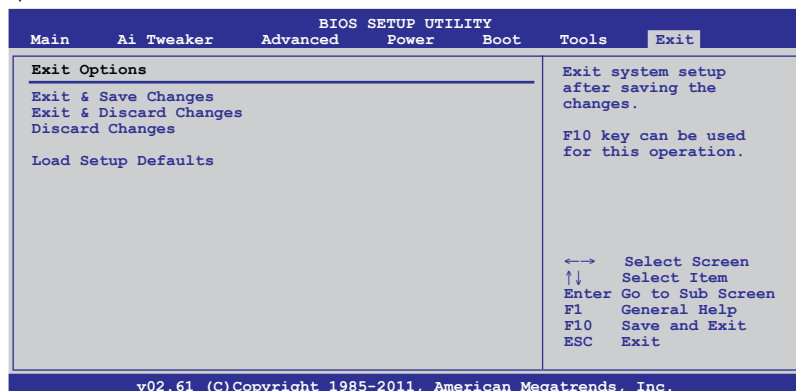 BIOS SETUP UTILITY
Main Ai Tweaker Advanced Power Boot Tools Exit
Exit Options
Exit & Save Changes
Exit & Discard Changes
Discard Changes
Load Setup Defaults
Exit system setup
after saving the
changes.
F10 key can be used
for this operation.
←→ Select Screen
↑↓ Select Item
Enter Go to Sub Screen
F1 General Help
F10 Save and Exit
ESC Exit
v02.61 (C)Copyright 1985-2011, American Megatrends, Inc.